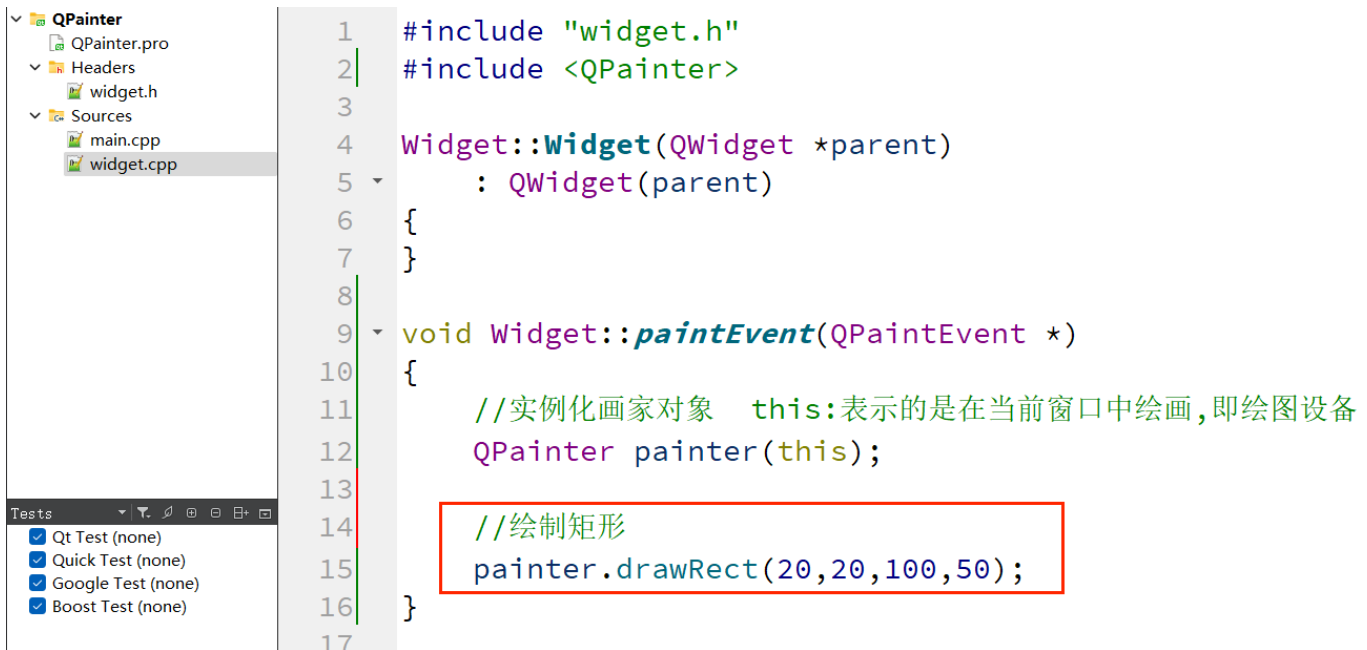 QPainter
QPainter.pro
Headers
widget.h
Sources
main.cpp
widget.cpp
Tests
Qt Test (none)
Quick Test (none)
Google Test (none)
Boost Test (none)
1 #include "widget.h"
2 #include <QPainter>
3
4 Widget::Widget(QWidget *parent)
5 : QWidget(parent)
6 {
7 }
8
9 void Widget::paintEvent(QPaintEvent *)
10 {
11 //实例化画家对象 this:表示的是在当前窗口中绘画,即绘图设备
12 QPainter painter(this);
13
14 //绘制矩形
15 painter.drawRect(20,20,100,50);
16 }
17